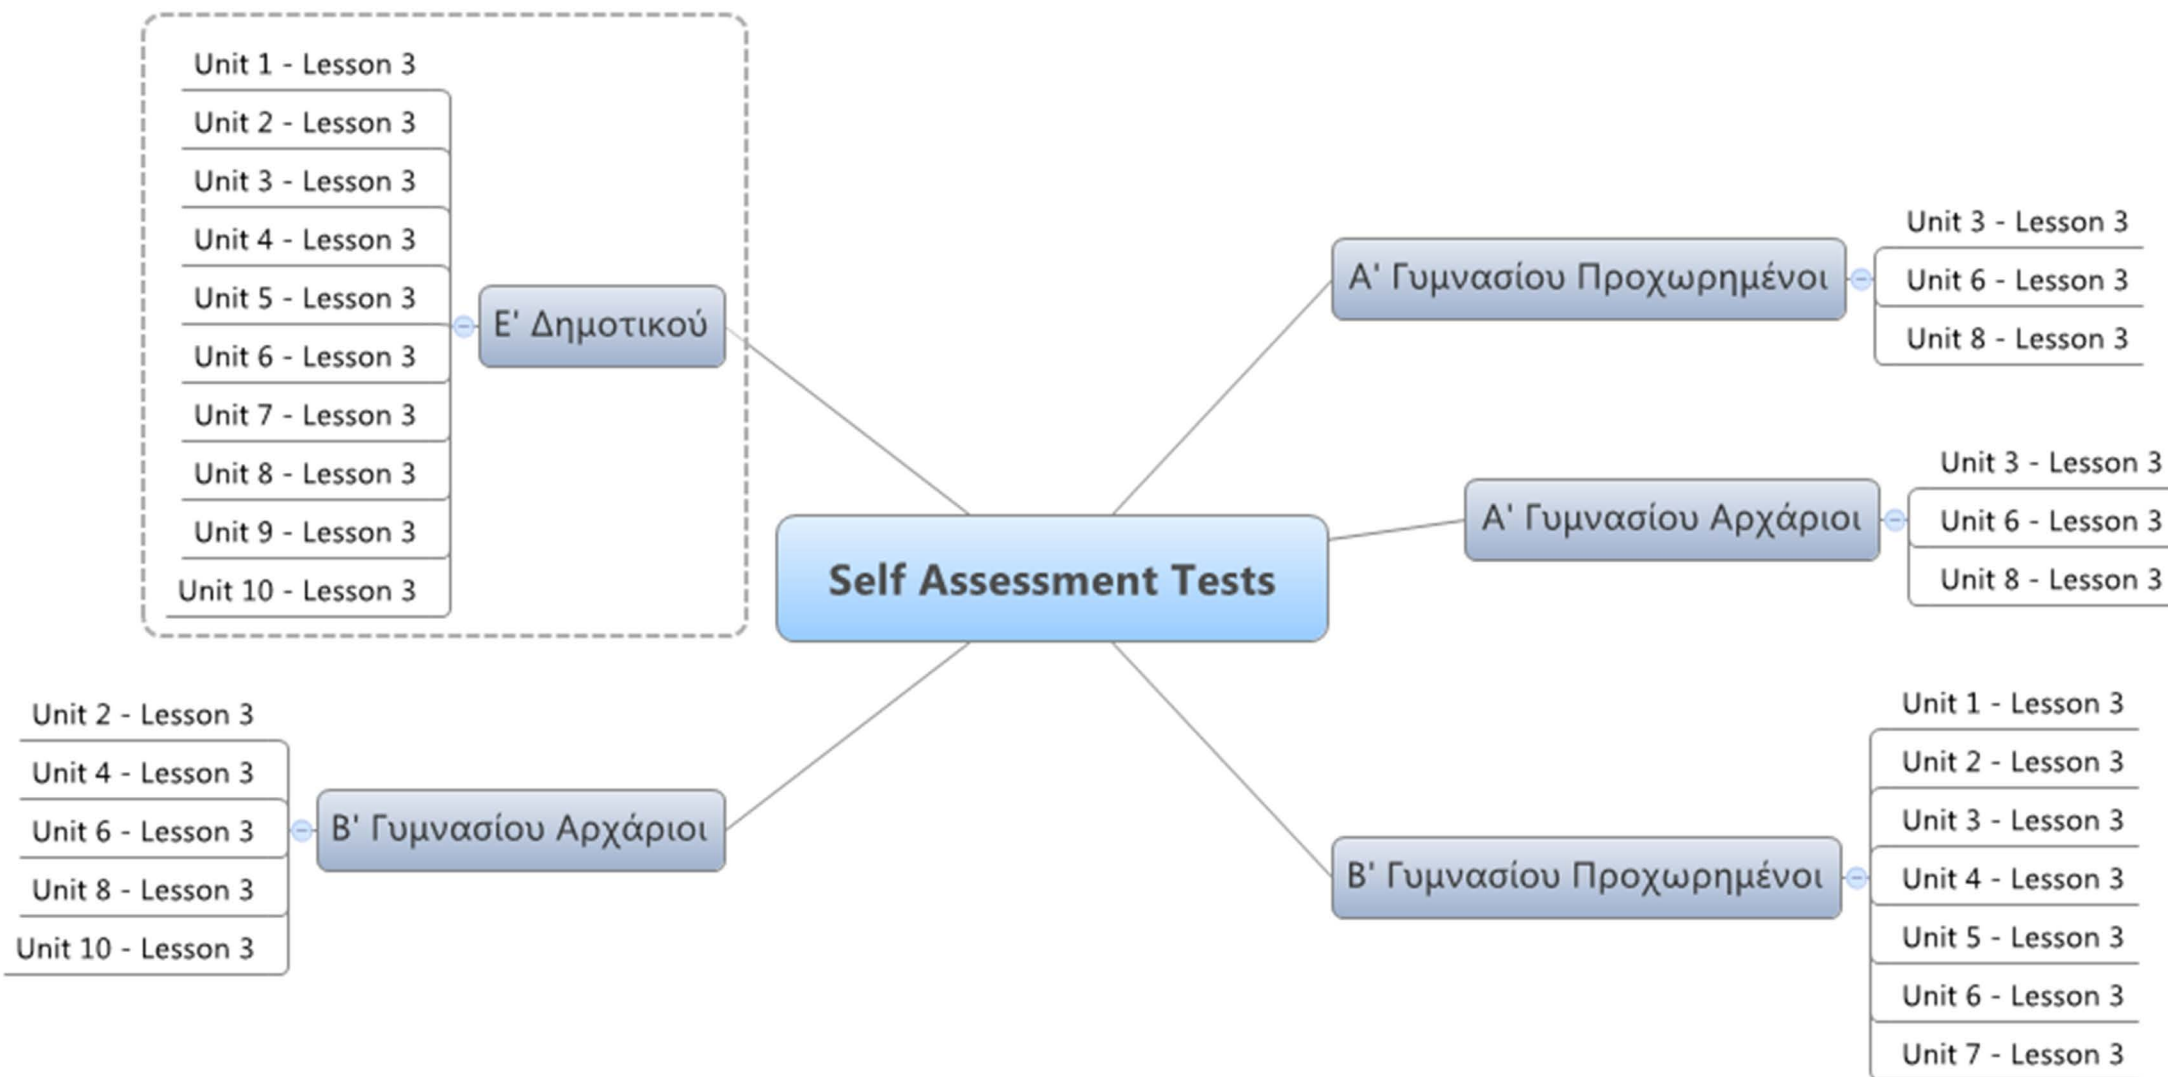 Unit 1 - Lesson 3
Unit 2 - Lesson 3
Unit 3 - Lesson 3
Unit 4 - Lesson 3
Unit 5 - Lesson 3
Unit 6 - Lesson 3
Unit 7 - Lesson 3
Unit 8 - Lesson 3
Unit 9 - Lesson 3
Unit 10 - Lesson 3
Ε' Δημοτικού
Α' Γυμνασίου Προχωρημένοι
Unit 3 - Lesson 3
Unit 6 - Lesson 3
Unit 8 - Lesson 3
Α' Γυμνασίου Αρχάριοι
Unit 3 - Lesson 3
Unit 6 - Lesson 3
Unit 8 - Lesson 3
Self Assessment Tests
Unit 2 - Lesson 3
Unit 4 - Lesson 3
Unit 6 - Lesson 3
Unit 8 - Lesson 3
Unit 10 - Lesson 3
Β' Γυμνασίου Αρχάριοι
Β' Γυμνασίου Προχωρημένοι
Unit 1 - Lesson 3
Unit 2 - Lesson 3
Unit 3 - Lesson 3
Unit 4 - Lesson 3
Unit 5 - Lesson 3
Unit 6 - Lesson 3
Unit 7 - Lesson 3